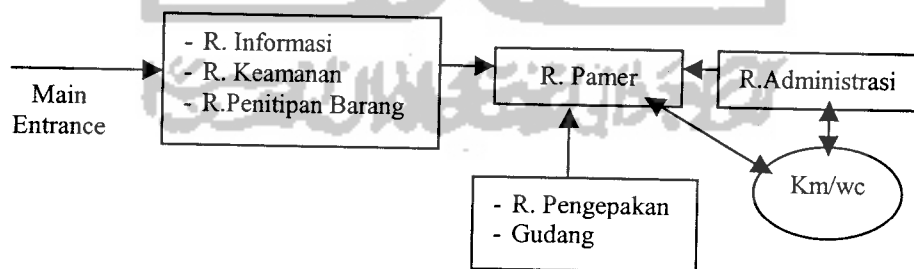 Main
Entrance
- R. Informasi
- R. Keamanan
- R.Penitipan Barang
R. Pamer
R.Administrasi
Km/wc
- R. Pengepakan
- Gudang